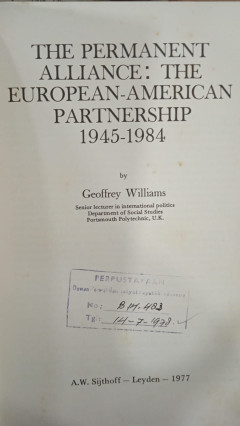 THE PERMANENT
ALLIANCE: THE
EUROPEAN-AMERICAN
PARTNERSHIP
1945-1984
by
Geoffrey Williams
Senior lecturer in international politics
Department of Social Studies
Portsmouth Polytechnic, U.K.
PERPUSTAKAAN
No:
Tg:
A.W. Sijthoff — Leyden — 1977